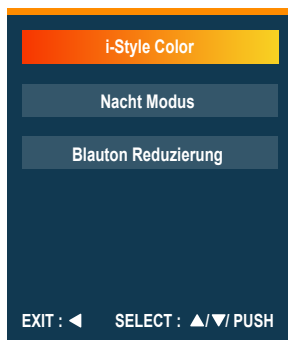 i-Style Color
Nacht Modus
Blauton Reduzierung
EXIT : ◀ SELECT : ▲/▼/ PUSH